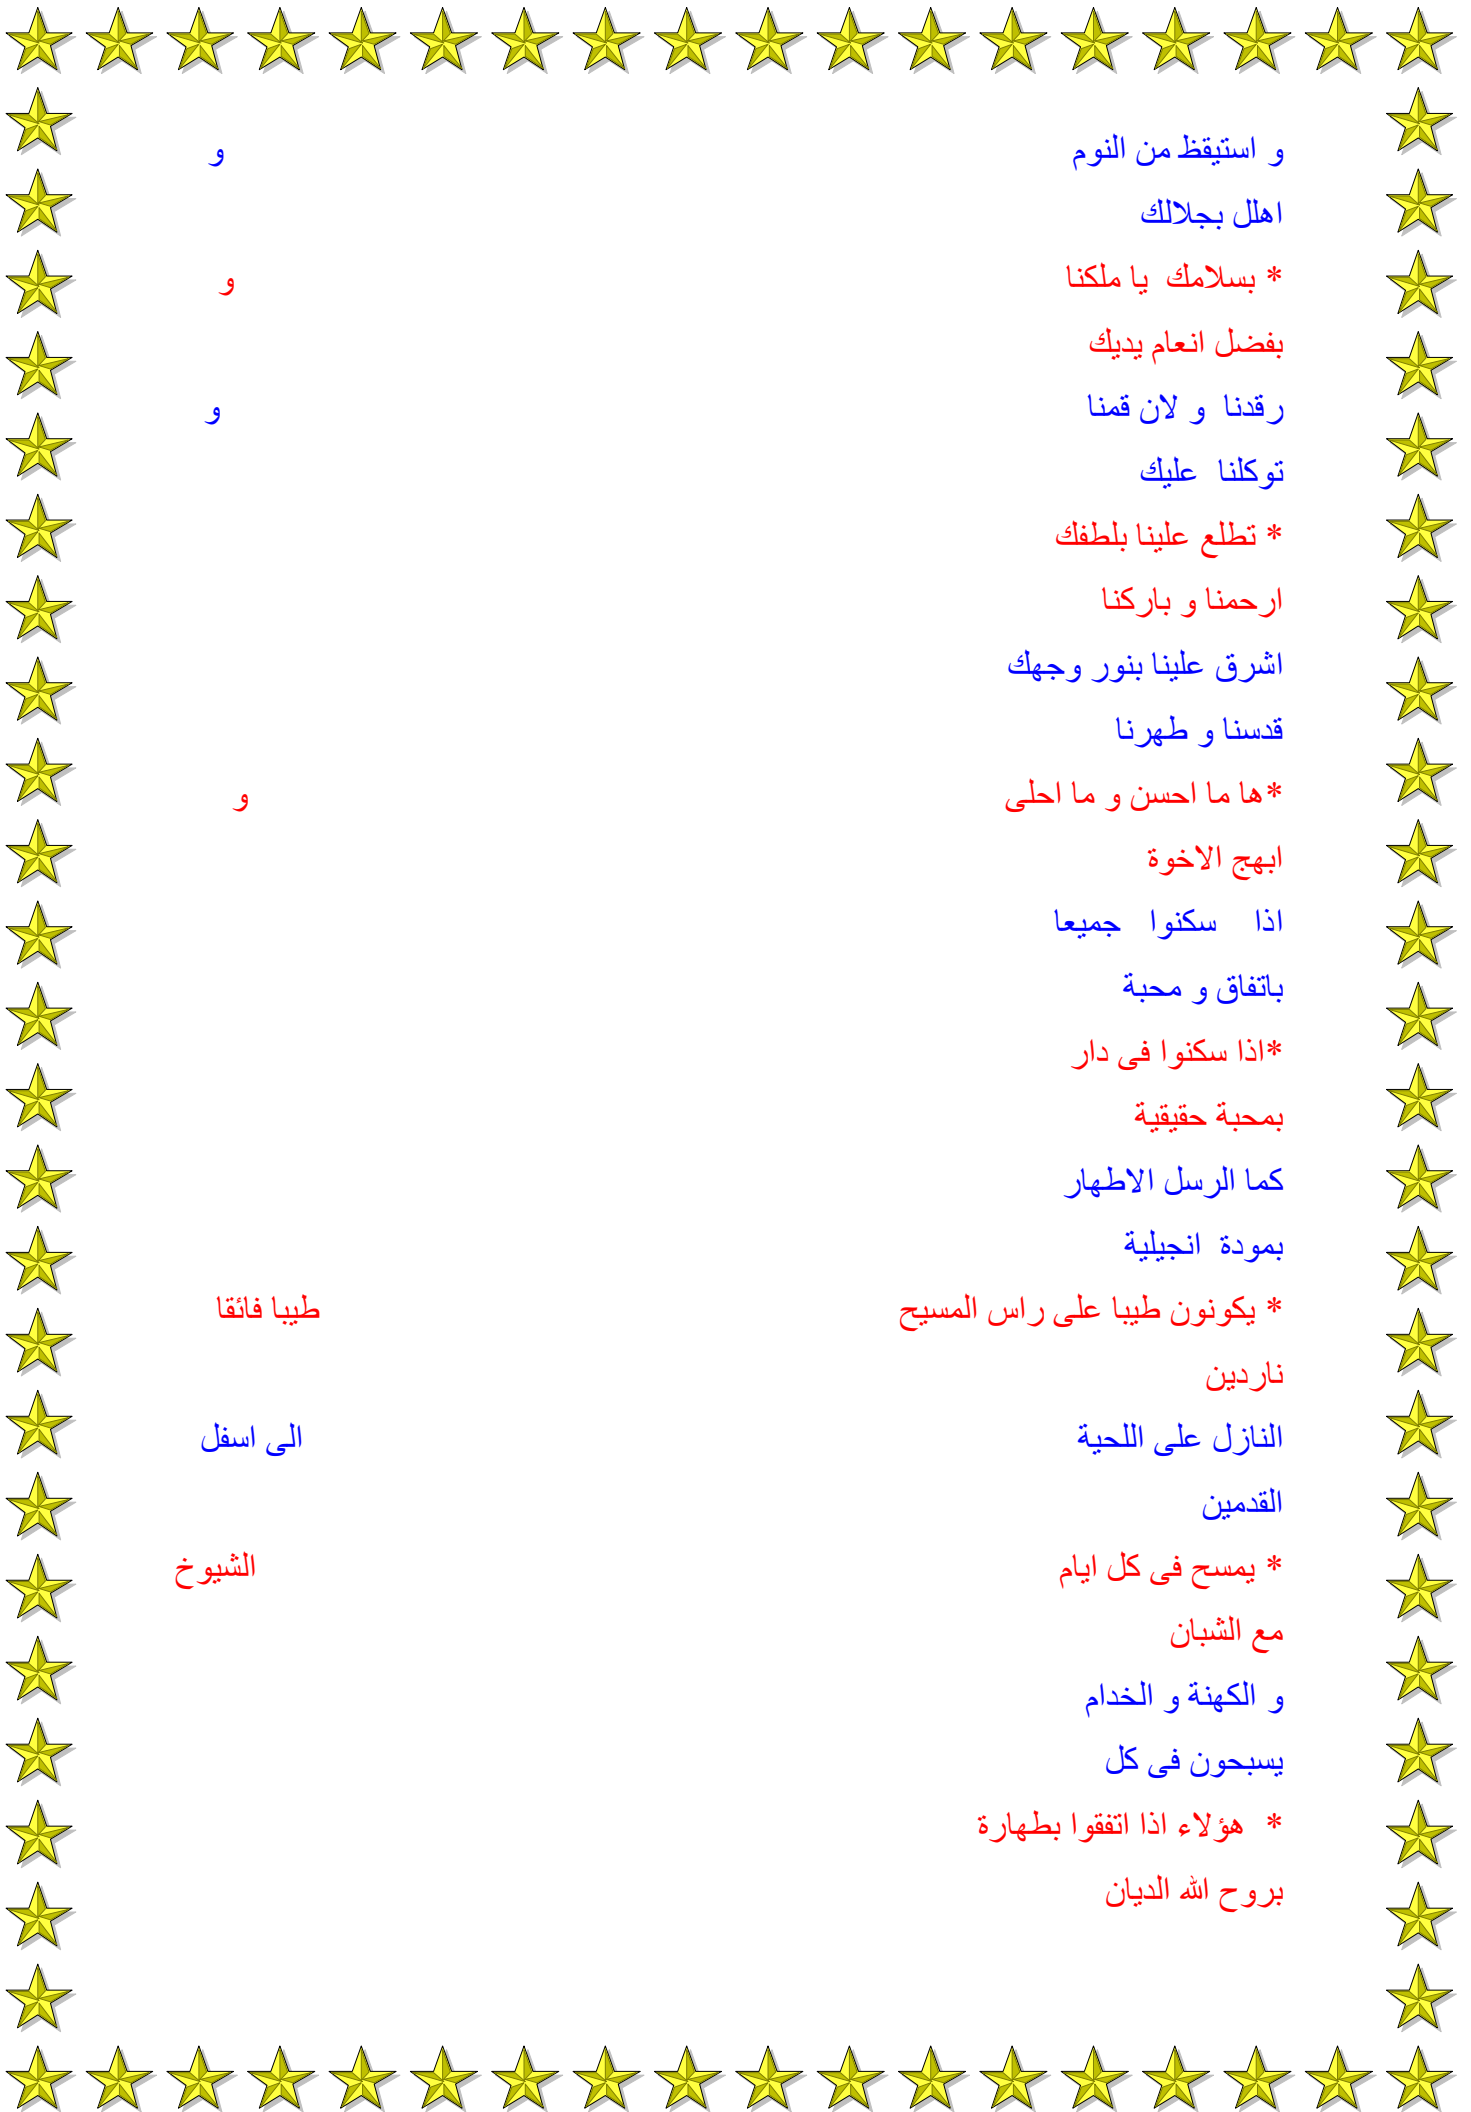 و استيقظ من النوم و
اهلل بجلالك
* بسلامك يا ملكنا و
بفضل انعام يديك
رقدنا و لان قمنا و
توكلنا عليك
* تطلع علينا بلطفك
ارحمنا و باركنا
اشرق علينا بنور وجهك
قدسنا و طهرنا
*ها ما احسن و ما احلى و
ابهج الاخوة
اذا سكنوا جميعا
باتفاق و محبة
*اذا سكنوا فى دار
بمحبة حقيقية
كما الرسل الاطهار
بمودة انجيلية
* يكونون طيبا على راس المسيح طيبا فائقا
ناردين
النازل على اللحية الى اسفل
القدمين
* يمسح فى كل ايام الشيوخ
مع الشبان
و الكهنة و الخدام
يسبحون فى كل
* هؤلاء اذا اتفقوا بطهارة
بروح الله الديان